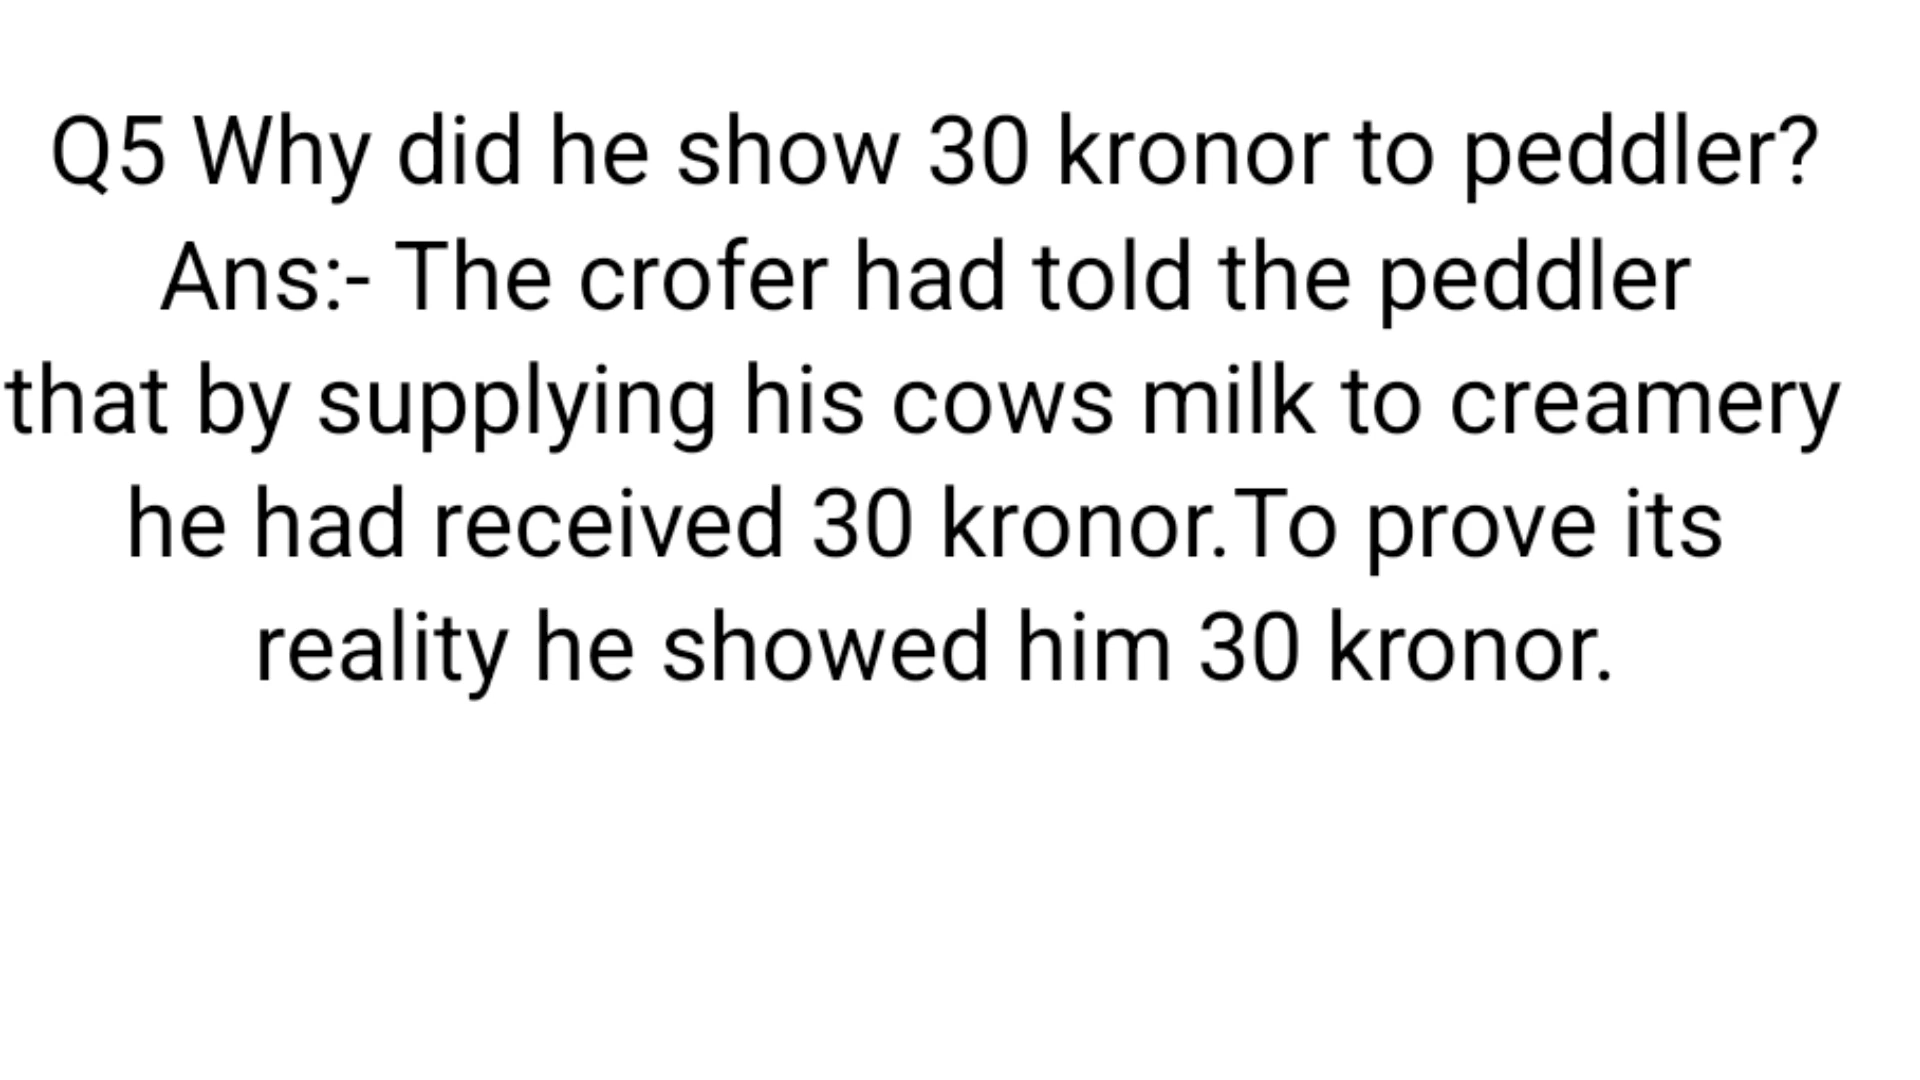 Q5 Why did he show 30 kronor to peddler?
Ans:- The crofer had told the peddler
that by supplying his cows milk to creamery
he had received 30 kronor.To prove its
reality he showed him 30 kronor.